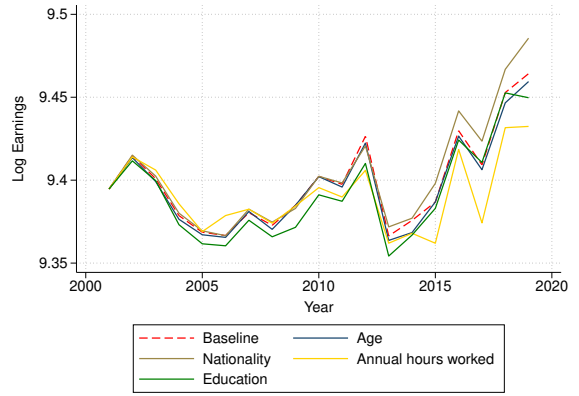 9.5
9.45
9.4
9.35
Log Earnings
2000 2005 2010 2015 2020
Year
Baseline Age
Nationality Annual hours worked
Education